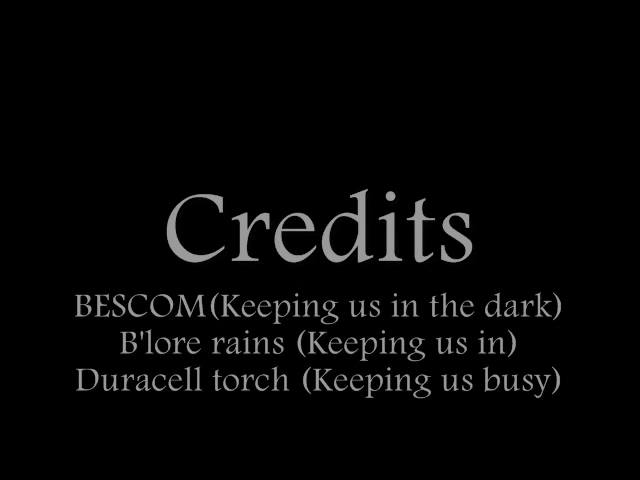 Credits
BESCOM(Keeping us in the dark)
B'lore rains (Keeping us in)
Duracell torch (Keeping us busy)